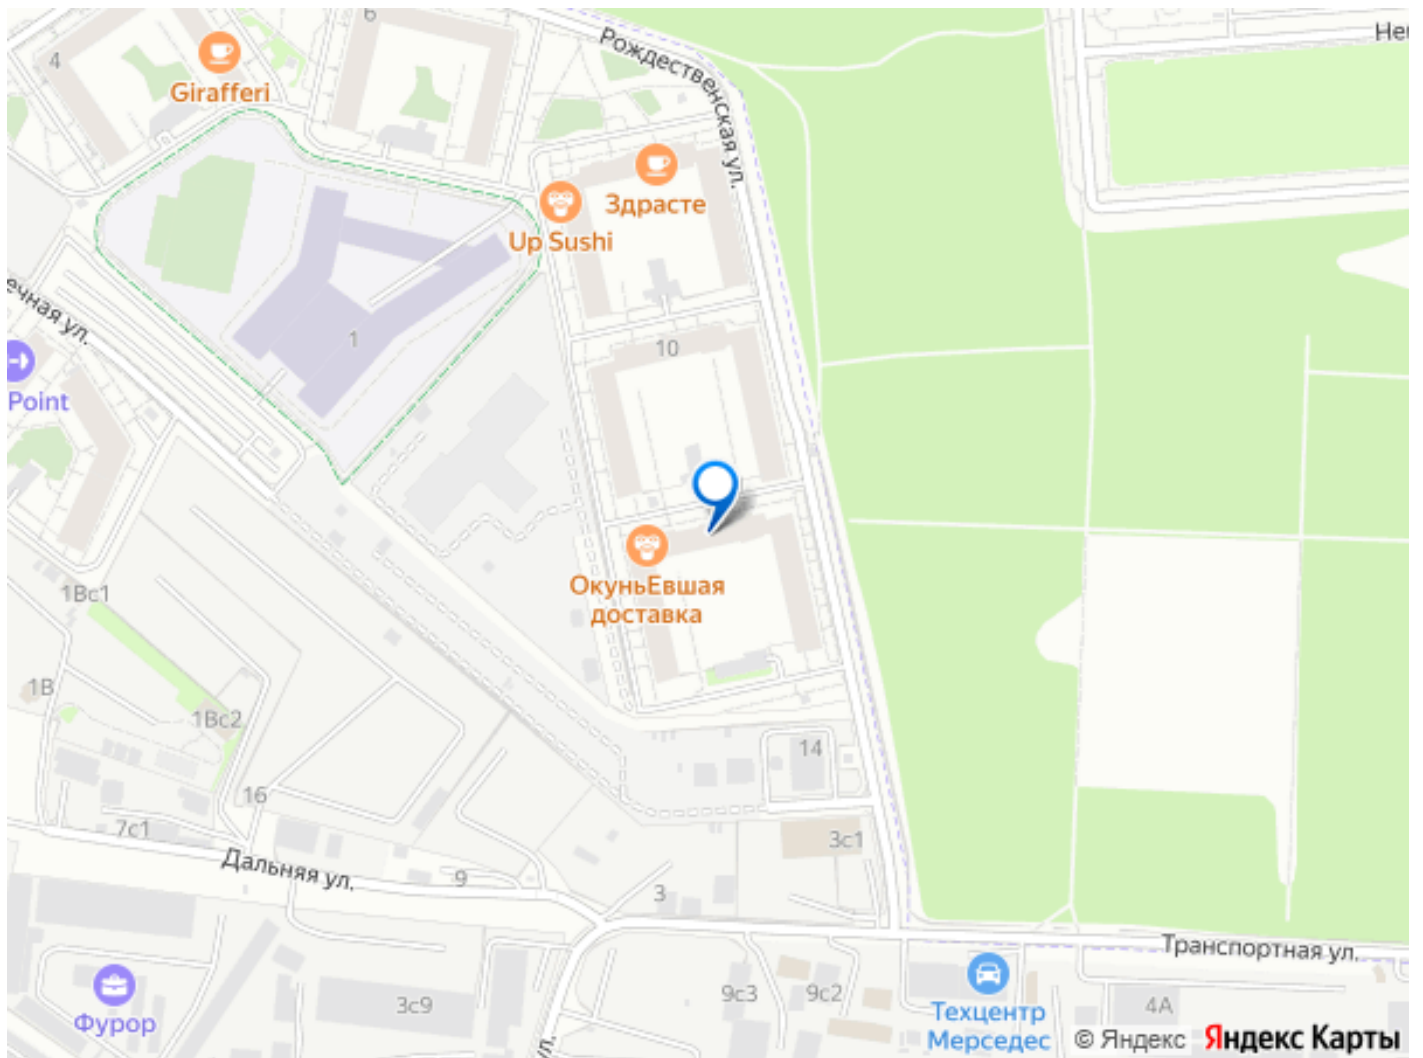 6
4
Girafferi
Рождественская ул.
Здрасте
Up Sushi
ечная ул.
1
10
Point
ОкуньЕвшая
доставка
1Вс1
1В
1Вс2
14
16
7с1
3с1
Дальняя ул.
9
3
Транспортная ул.
Фурор
3с9
9с3
9с2
4А
Техцентр
Мерседес
ул.
© Яндекс Яндекс Карты